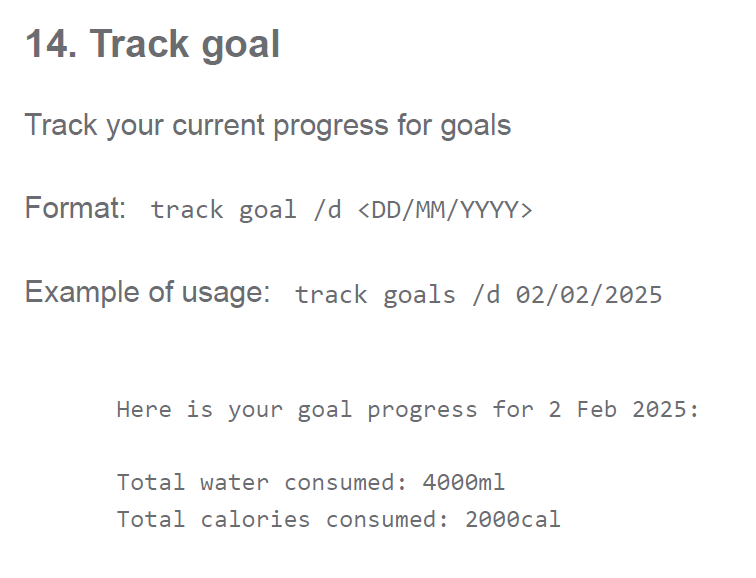 14. Track goal
Track your current progress for goals
Format: track goal /d <DD/MM/YYYY>
Example of usage: track goals /d 02/02/2025
Here is your goal progress for 2 Feb 2025:
Total water consumed: 4000ml
Total calories consumed: 2000cal